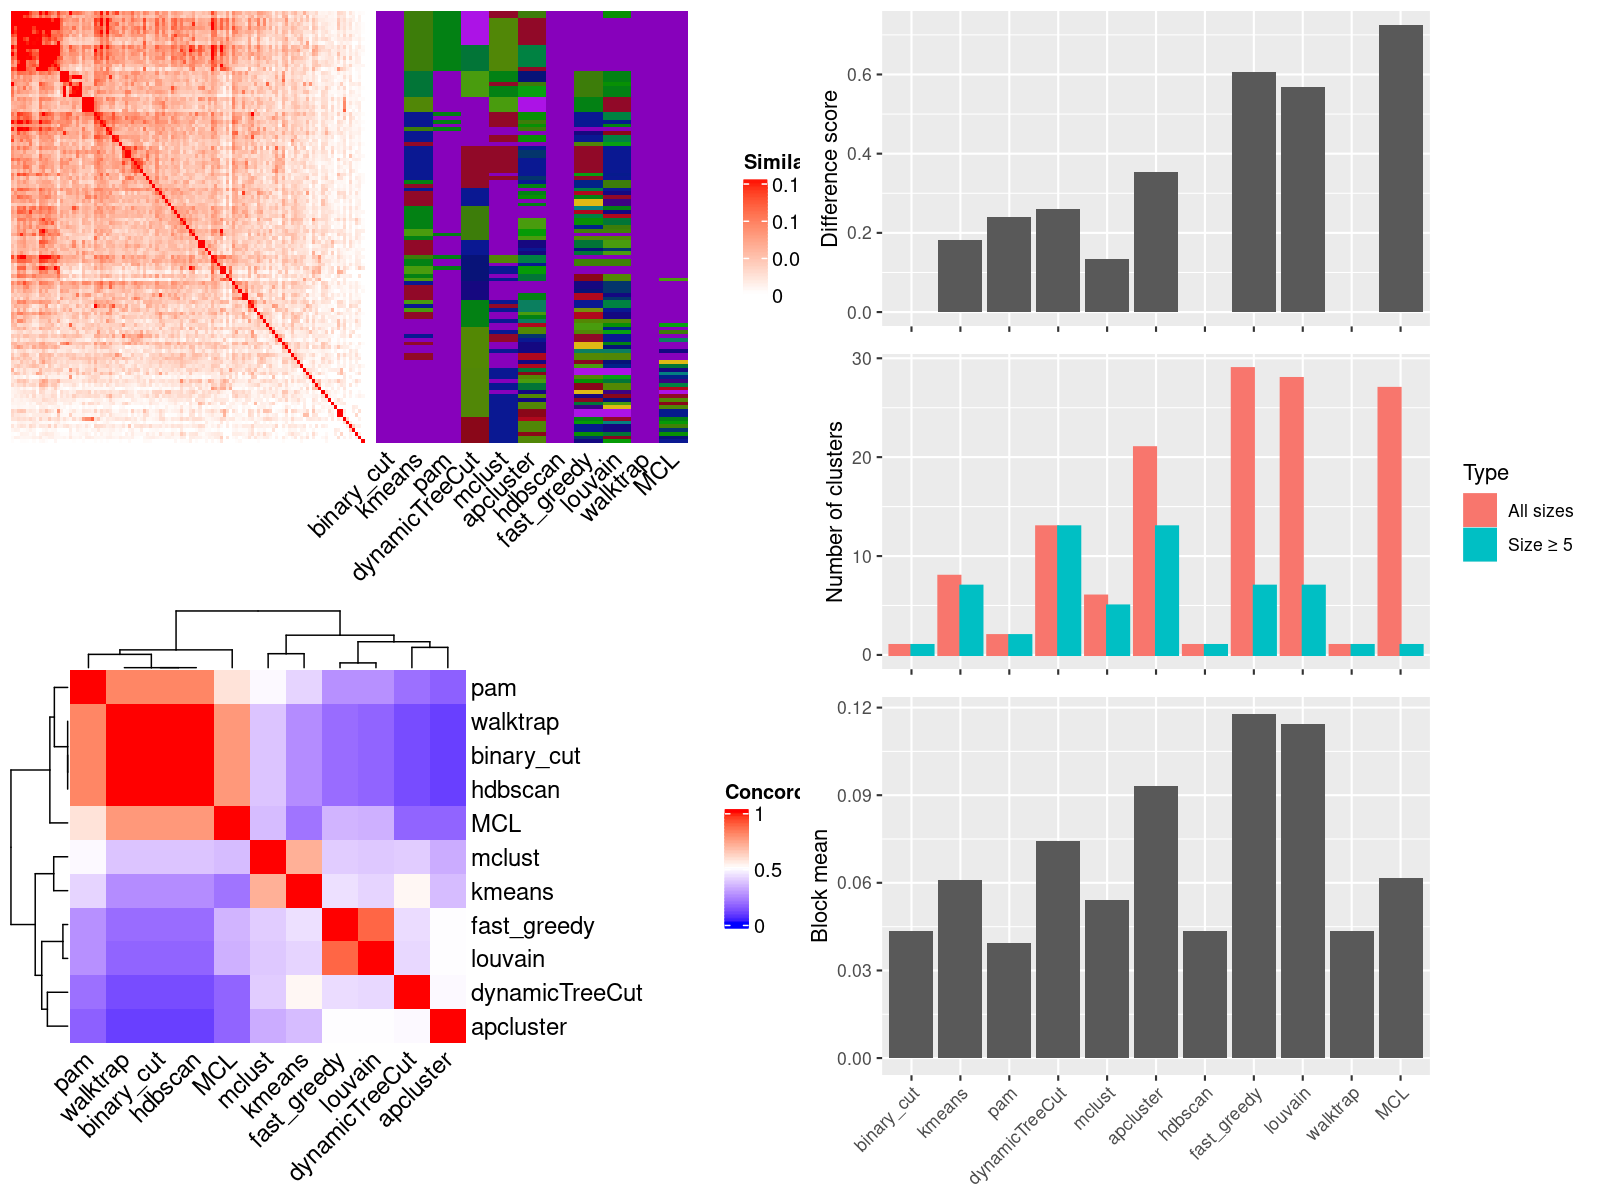 Simila
0.1
0.1
0.0
0
binary_cut
kmeans
pam
dynamicTreeCut
mclust
apcluster
hdbscan
fast_greedy
louvain
walktrap
MCL
pam
walktrap
binary_cut
hdbscan
MCL
mclust
kmeans
fast_greedy
louvain
dynamicTreeCut
apcluster
pam
walktrap
binary_cut
hdbscan
MCL
mclust
kmeans
fast_greedy
louvain
dynamicTreeCut
apcluster
Concord
1
0.5
0
Difference score
0.6
0.4
0.2
0.0
Number of clusters
30
20
10
0
Type
All sizes
Size ≥ 5
Block mean
0.12
0.09
0.06
0.03
0.00
binary_cut
kmeans
pam
dynamicTreeCut
mclust
apcluster
hdbscan
fast_greedy
louvain
walktrap
MCL